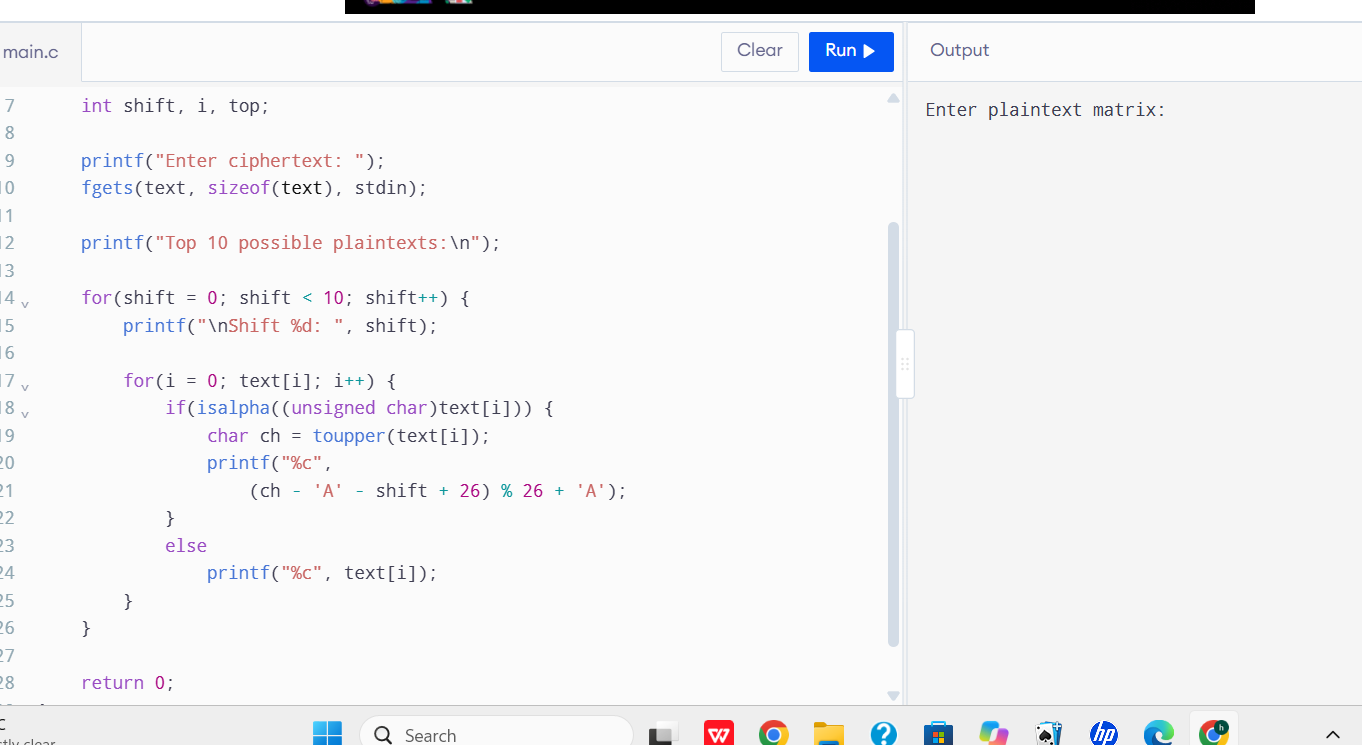 main.c
Clear
Run
Output
7 int shift, i, top;
8
9 printf("Enter ciphertext: ");
10 fgets(text, sizeof(text), stdin);
11
12 printf("Top 10 possible plaintexts:\n");
13
14 for(shift = 0; shift < 10; shift++) {
15 printf("\nShift %d: ", shift);
16
17 for(i = 0; text[i]; i++) {
18 if(isalpha((unsigned char)text[i])) {
19 char ch = toupper(text[i]);
20 printf("%c",
21 (ch - 'A' - shift + 26) % 26 + 'A');
22 }
23 else
24 printf("%c", text[i]);
25 }
26 }
27
28 return 0;
Enter plaintext matrix:
Search
hp